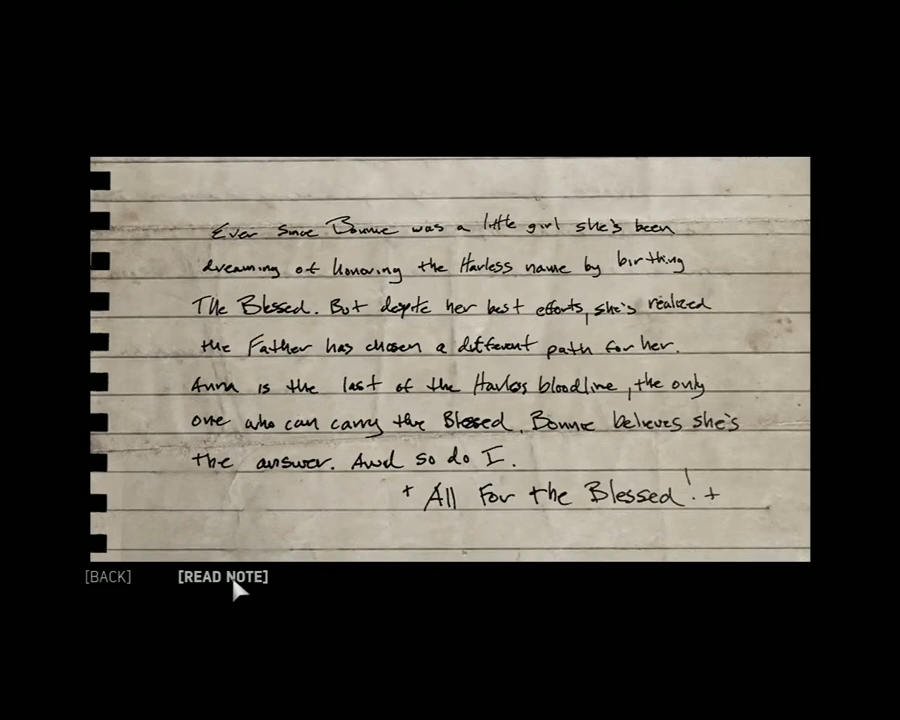 Ever Since Bonnie was a little girl she's been
dreaming of honoring the Harless name by birthing
The Blessed. But despite her best efforts, she's realized
the Father has chosen a different path for her.
Anna is the last of the Harless bloodline, the only
one who can carry the Blessed. Bonnie believes she's
the answer. And so do I.
+ All For the Blessed! +
[BACK] [READ NOTE]